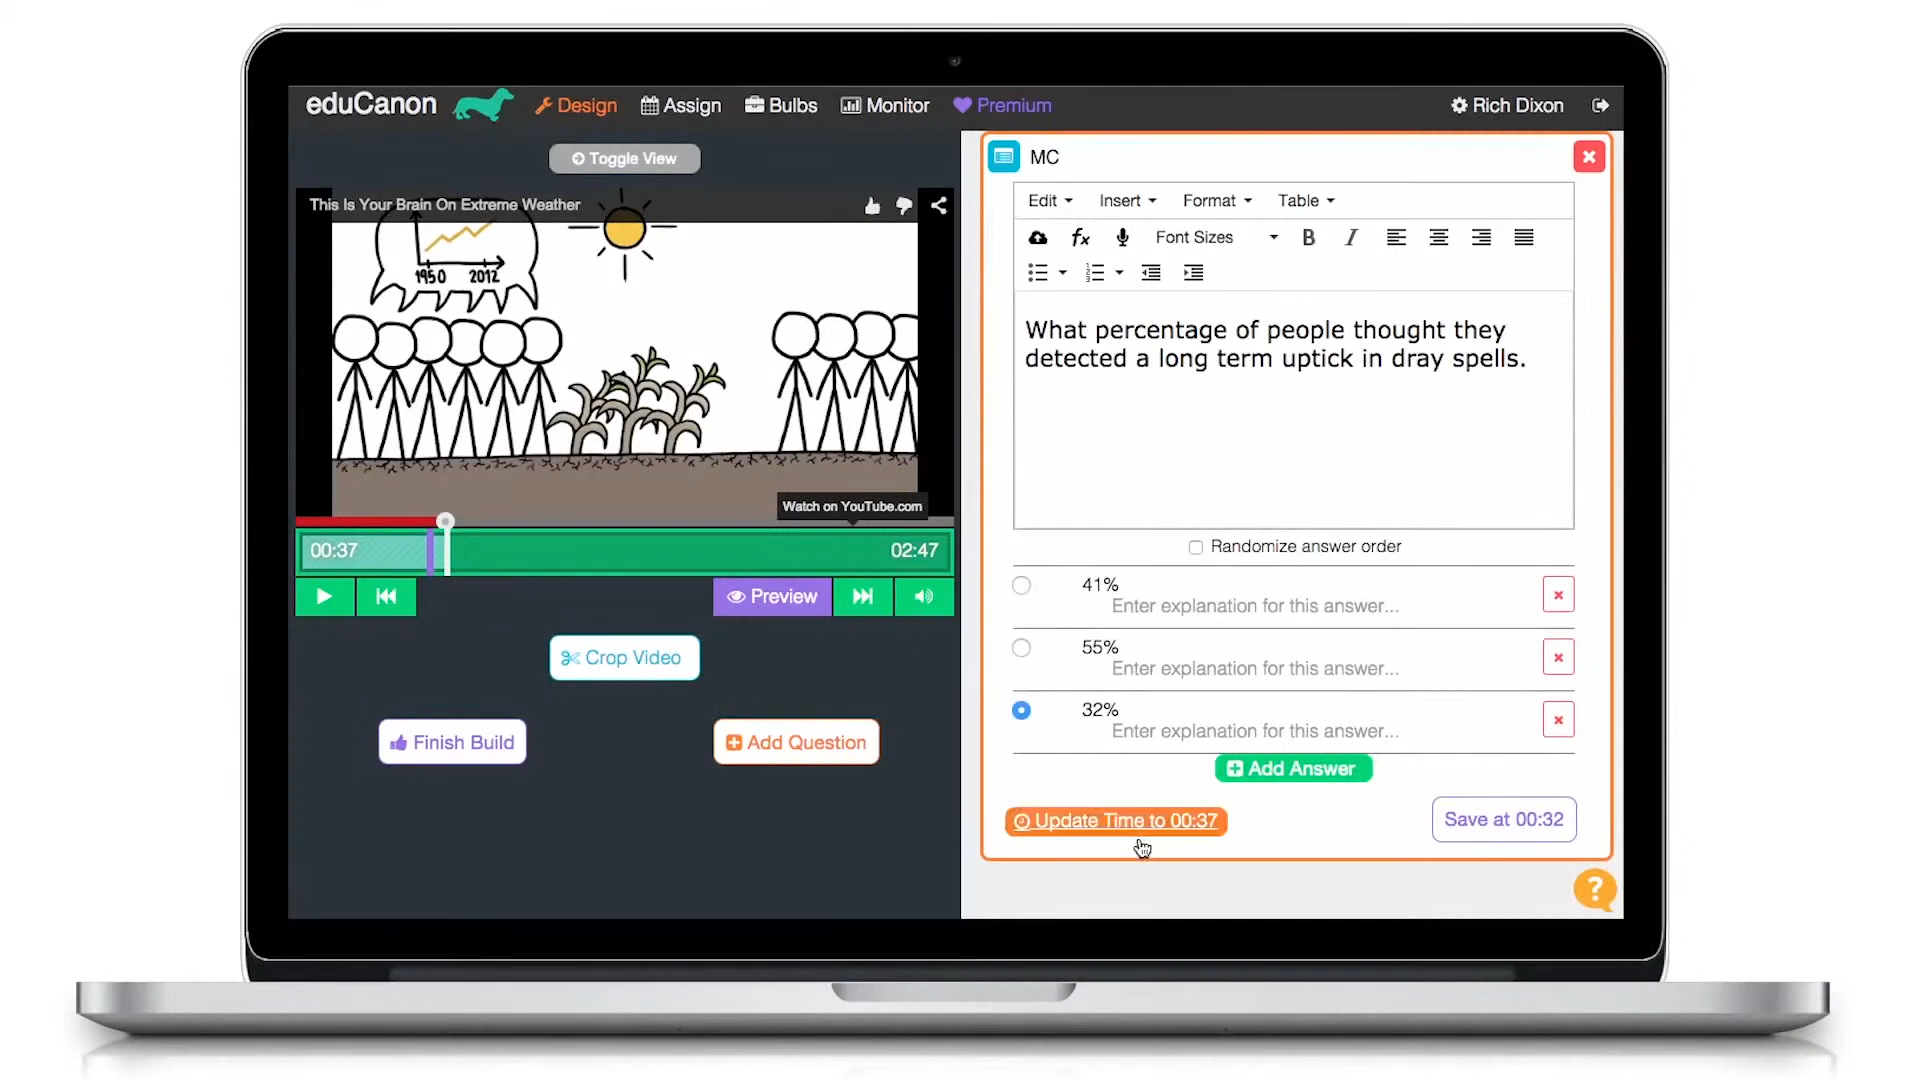 eduCanon Design Assign Bulbs Monitor Premium Rich Dixon
Toggle View
This Is Your Brain On Extreme Weather
1950 2012
Watch on YouTube.com
00:37 02:47
Preview
Crop Video
Finish Build Add Question
MC
Edit Insert Format Table
fx Font Sizes B I
What percentage of people thought they
detected a long term uptick in dray spells.
Randomize answer order
41%
Enter explanation for this answer...
55%
Enter explanation for this answer...
32%
Enter explanation for this answer...
Add Answer
Update Time to 00:37 Save at 00:32
?